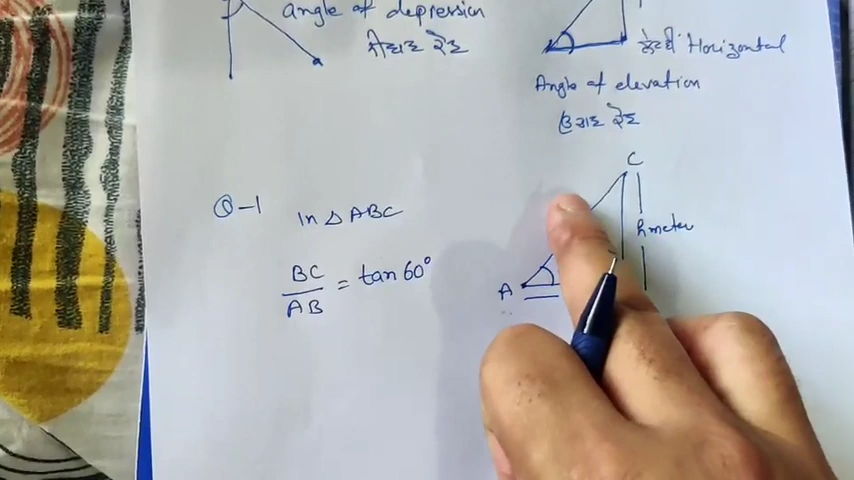 angle of depression
Horizontal
Angle of elevation
C
Q-1 In △ ABC
h meter
BC/AB = tan 60°
A